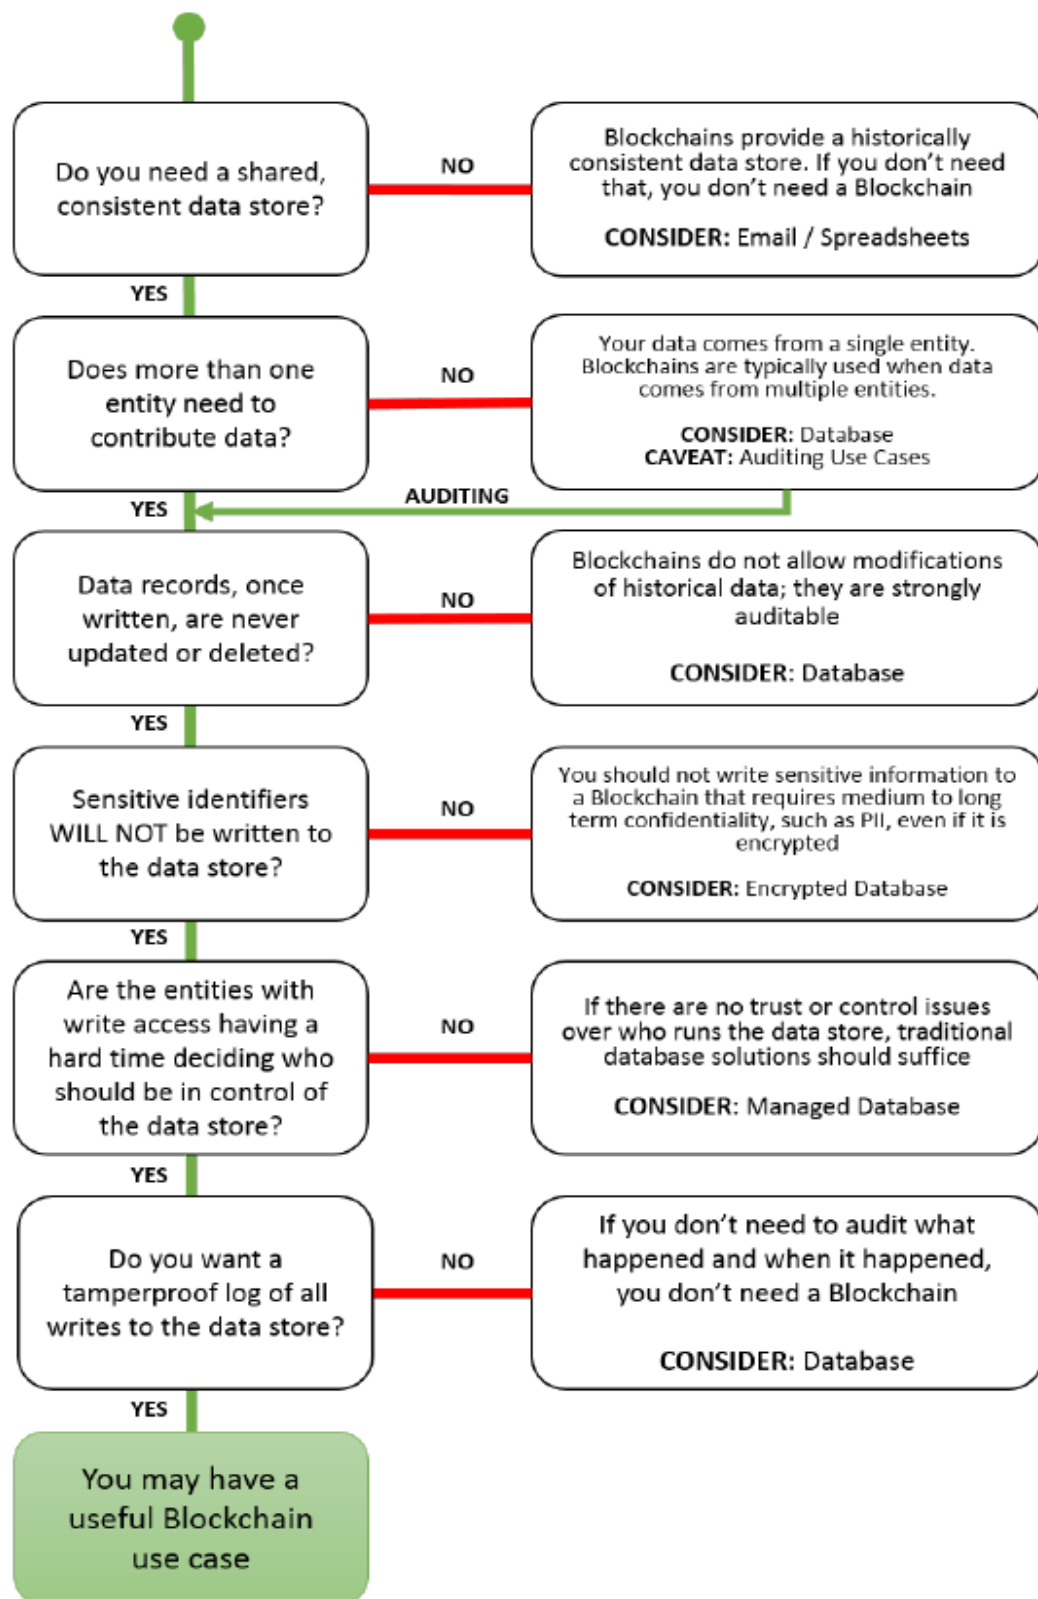 Do you need a shared,
consistent data store?
NO
Blockchains provide a historically
consistent data store. If you don't need
that, you don't need a Blockchain
CONSIDER: Email / Spreadsheets
YES
Does more than one
entity need to
contribute data?
NO
Your data comes from a single entity.
Blockchains are typically used when data
comes from multiple entities.
CONSIDER: Database
CAVEAT: Auditing Use Cases
AUDITING
YES
Data records, once
written, are never
updated or deleted?
NO
Blockchains do not allow modifications
of historical data; they are strongly
auditable
CONSIDER: Database
YES
Sensitive identifiers
WILL NOT be written to
the data store?
NO
You should not write sensitive information to
a Blockchain that requires medium to long
term confidentiality, such as PII, even if it is
encrypted
CONSIDER: Encrypted Database
YES
Are the entities with
write access having a
hard time deciding who
should be in control of
the data store?
NO
If there are no trust or control issues
over who runs the data store, traditional
database solutions should suffice
CONSIDER: Managed Database
YES
Do you want a
tamperproof log of all
writes to the data store?
NO
If you don't need to audit what
happened and when it happened,
you don't need a Blockchain
CONSIDER: Database
YES
You may have a
useful Blockchain
use case